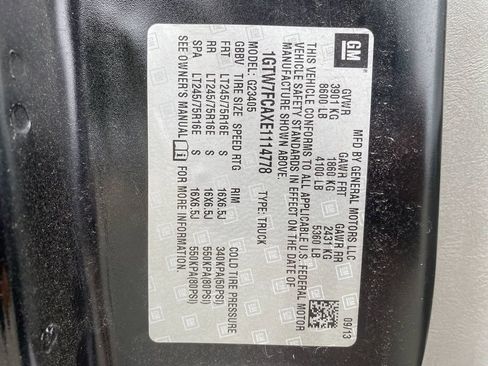 GM
MFD BY GENERAL MOTORS LLC
09/13
GVWR GAWR FRT GAWR RR
3901 KG 1860 KG 2431 KG
8600 LB 4100 LB 5360 LB
THIS VEHICLE CONFORMS TO ALL APPLICABLE U.S. FEDERAL MOTOR
VEHICLE SAFETY STANDARDS IN EFFECT ON THE DATE OF
MANUFACTURE SHOWN ABOVE.
1GTW7FCAXE1114778 TYPE: TRUCK
MODEL: G23405
GBBV TIRE SIZE SPEED RTG RIM COLD TIRE PRESSURE
FRT LT245/75R16E S 16X6.5J 340KPA(50PSI)
RR LT245/75R16E S 16X6.5J 550KPA(80PSI)
SPA LT245/75R16E S 16X6.5J 550KPA(80PSI)
SEE OWNER'S MANUAL FOR MORE INFORMATION.